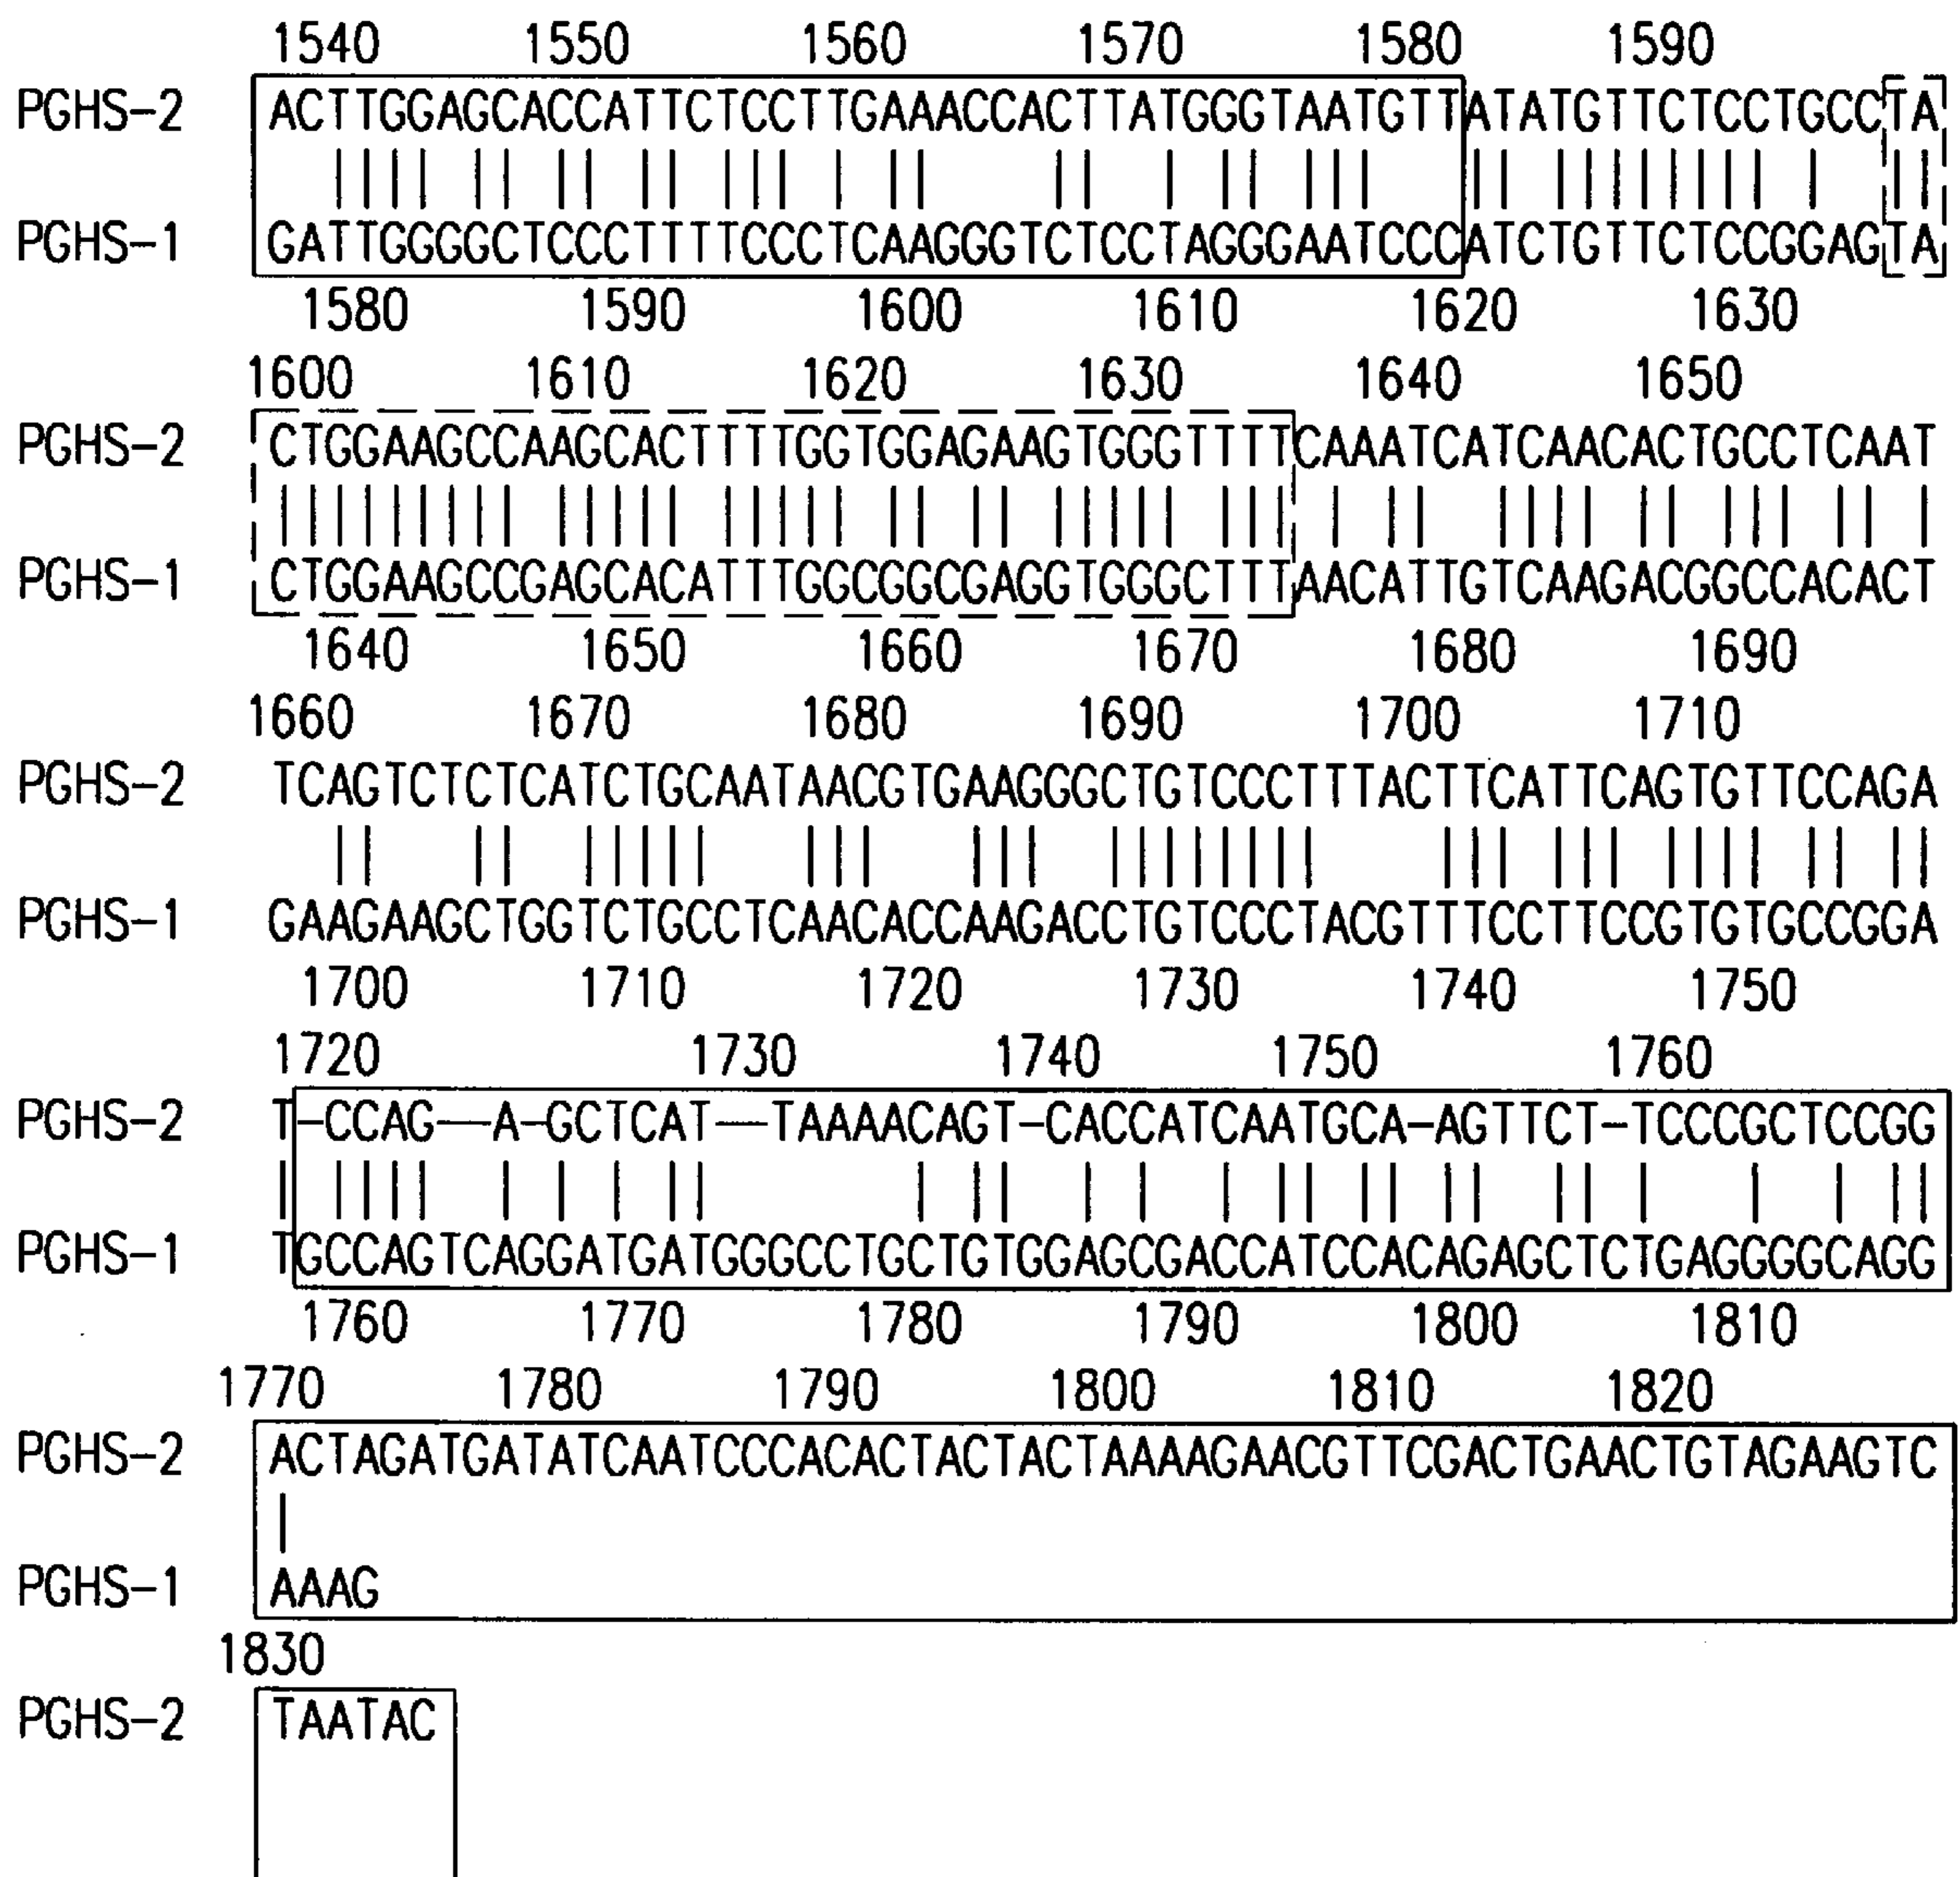 1540 1550 1560 1570 1580 1590
PGHS-2 ACTTGGAGCACCATTCTCCTTGAAACCACTTATGGGTAATGTTATATGTTCTCCTGCCTA
PGHS-1 GATTGGGGCTCCCTTTTCCCTCAAGGGTCTCCTAGGGAATCCCATCTGTTCTCCGGAGTA
1580 1590 1600 1610 1620 1630
1600 1610 1620 1630 1640 1650
PGHS-2 CTGGAAGCCAAGCACTTTTGGTGGAGAAGTGGGTTTTCAAATCATCAACACTGCCTCAAT
PGHS-1 CTGGAAGCCGAGCACATTTGGCGGCGAGGTGGGCTTTAACATTGTCAAGACGGCCACACT
1640 1650 1660 1670 1680 1690
1660 1670 1680 1690 1700 1710
PGHS-2 TCAGTCTCTCATCTGCAATAACGTGAAGGGCTGTCCCTTTACTTCATTCAGTGTTCCAGA
PGHS-1 GAAGAAGCTGGTCTGCCTCAACACCAAGACCTGTCCCTACGTTTCCTTCCGTGTGCCGGA
1700 1710 1720 1730 1740 1750
1720 1730 1740 1750 1760
PGHS-2 T-CCAG--A-GCTCAT--TAAAACAGT-CACCATCAATGCA-AGTTCT-TCCCGCTCCGG
PGHS-1 TGCCAGTCAGGATGATGGGCCTGCTGTGGAGCGACCATCCACAGAGCTCTGAGGGGCAGG
1760 1770 1780 1790 1800 1810
1770 1780 1790 1800 1810 1820
PGHS-2 ACTAGATGATATCAATCCCACACTACTACTAAAAGAACGTTCGACTGAACTGTAGAAGTC
PGHS-1 AAAG
1830
PGHS-2 TAATAC